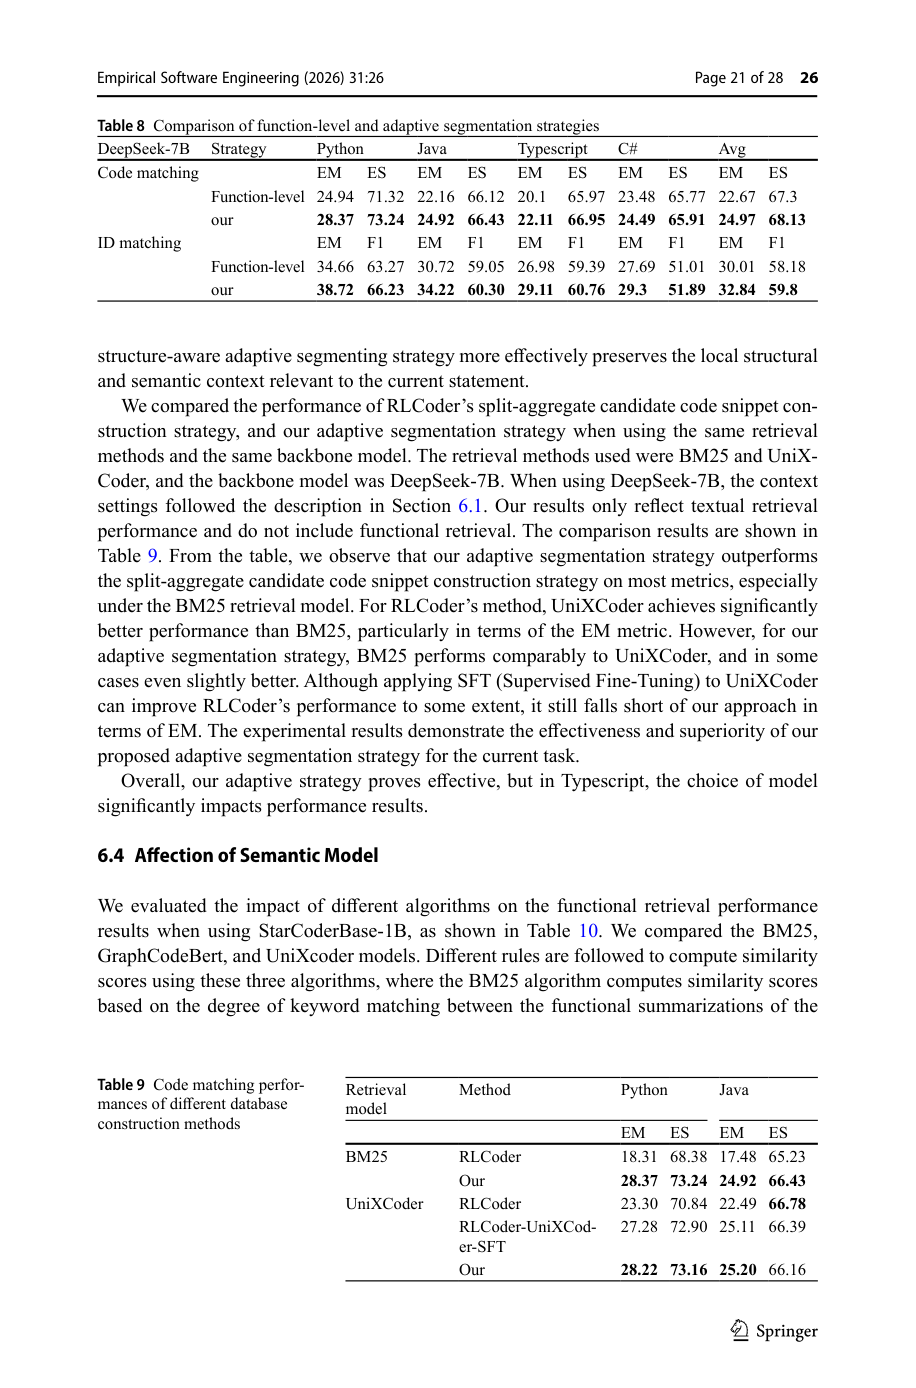 Empirical Software Engineering (2026) 31:26 Page 21 of 28 26
Table 8 Comparison of function-level and adaptive segmentation strategies
DeepSeek-7B Strategy Python Java Typescript C# Avg
Code matching EM ES EM ES EM ES EM ES EM ES
Function-level 24.94 71.32 22.16 66.12 20.1 65.97 23.48 65.77 22.67 67.3
our 28.37 73.24 24.92 66.43 22.11 66.95 24.49 65.91 24.97 68.13
ID matching EM F1 EM F1 EM F1 EM F1 EM F1
Function-level 34.66 63.27 30.72 59.05 26.98 59.39 27.69 51.01 30.01 58.18
our 38.72 66.23 34.22 60.30 29.11 60.76 29.3 51.89 32.84 59.8
structure-aware adaptive segmenting strategy more effectively preserves the local structural
and semantic context relevant to the current statement.
We compared the performance of RLCoder's split-aggregate candidate code snippet con-
struction strategy, and our adaptive segmentation strategy when using the same retrieval
methods and the same backbone model. The retrieval methods used were BM25 and UniX-
Coder, and the backbone model was DeepSeek-7B. When using DeepSeek-7B, the context
settings followed the description in Section 6.1. Our results only reflect textual retrieval
performance and do not include functional retrieval. The comparison results are shown in
Table 9. From the table, we observe that our adaptive segmentation strategy outperforms
the split-aggregate candidate code snippet construction strategy on most metrics, especially
under the BM25 retrieval model. For RLCoder's method, UniXCoder achieves significantly
better performance than BM25, particularly in terms of the EM metric. However, for our
adaptive segmentation strategy, BM25 performs comparably to UniXCoder, and in some
cases even slightly better. Although applying SFT (Supervised Fine-Tuning) to UniXCoder
can improve RLCoder's performance to some extent, it still falls short of our approach in
terms of EM. The experimental results demonstrate the effectiveness and superiority of our
proposed adaptive segmentation strategy for the current task.
Overall, our adaptive strategy proves effective, but in Typescript, the choice of model
significantly impacts performance results.
6.4 Affection of Semantic Model
We evaluated the impact of different algorithms on the functional retrieval performance
results when using StarCoderBase-1B, as shown in Table 10. We compared the BM25,
GraphCodeBert, and UniXcoder models. Different rules are followed to compute similarity
scores using these three algorithms, where the BM25 algorithm computes similarity scores
based on the degree of keyword matching between the functional summarizations of the
Table 9 Code matching perfor-
mances of different database
construction methods
Retrieval Method Python Java
model
EM ES EM ES
BM25 RLCoder 18.31 68.38 17.48 65.23
Our 28.37 73.24 24.92 66.43
UniXCoder RLCoder 23.30 70.84 22.49 66.78
RLCoder-UniXCod- 27.28 72.90 25.11 66.39
er-SFT
Our 28.22 73.16 25.20 66.16
Springer